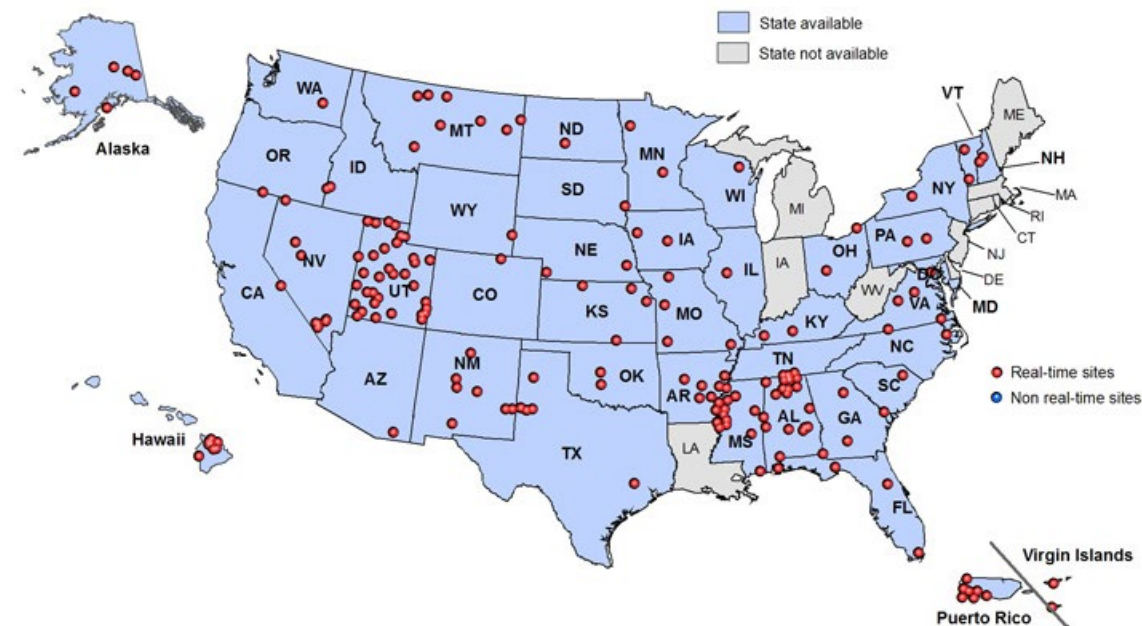 State available
State not available
Alaska
WA
MT
ND
MN
VT
ME
OR
ID
SD
WI
NY
NH
WY
MI
MA
RI
CT
NV
NE
IA
PA
NJ
UT
CO
IL
IA
OH
DE
CA
KS
MO
WV
VA
MD
DC
KY
AZ
NM
OK
TN
NC
AR
SC
Real-time sites
Non real-time sites
Hawaii
TX
LA
MS
AL
GA
FL
Virgin Islands
Puerto Rico